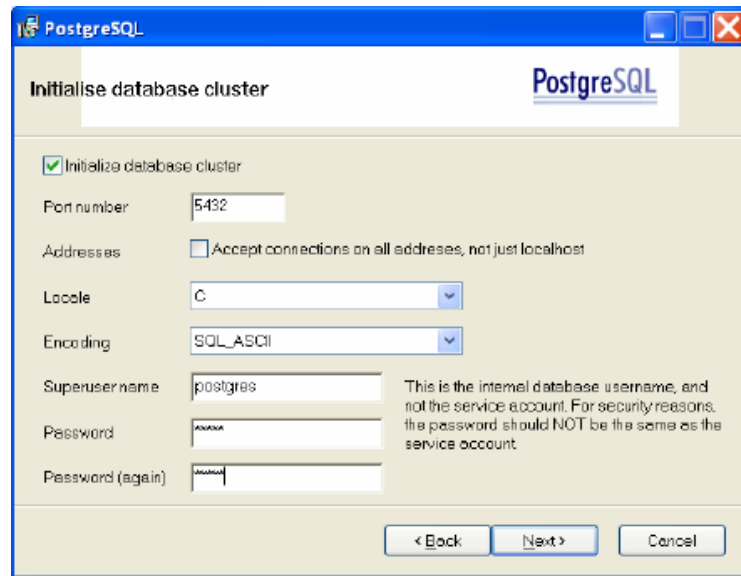 PostgreSQL
Initialise database cluster
PostgreSQL
Initialize database cluster
Port number 5432
Addresses Accept connections on all addreses, not just localhost
Locale C
Encoding SQL_ASCII
Superuser name postgres
This is the internal database username, and
not the service account. For security reasons,
the password should NOT be the same as the
service account.
Password
Password (again)
< Back Next > Cancel